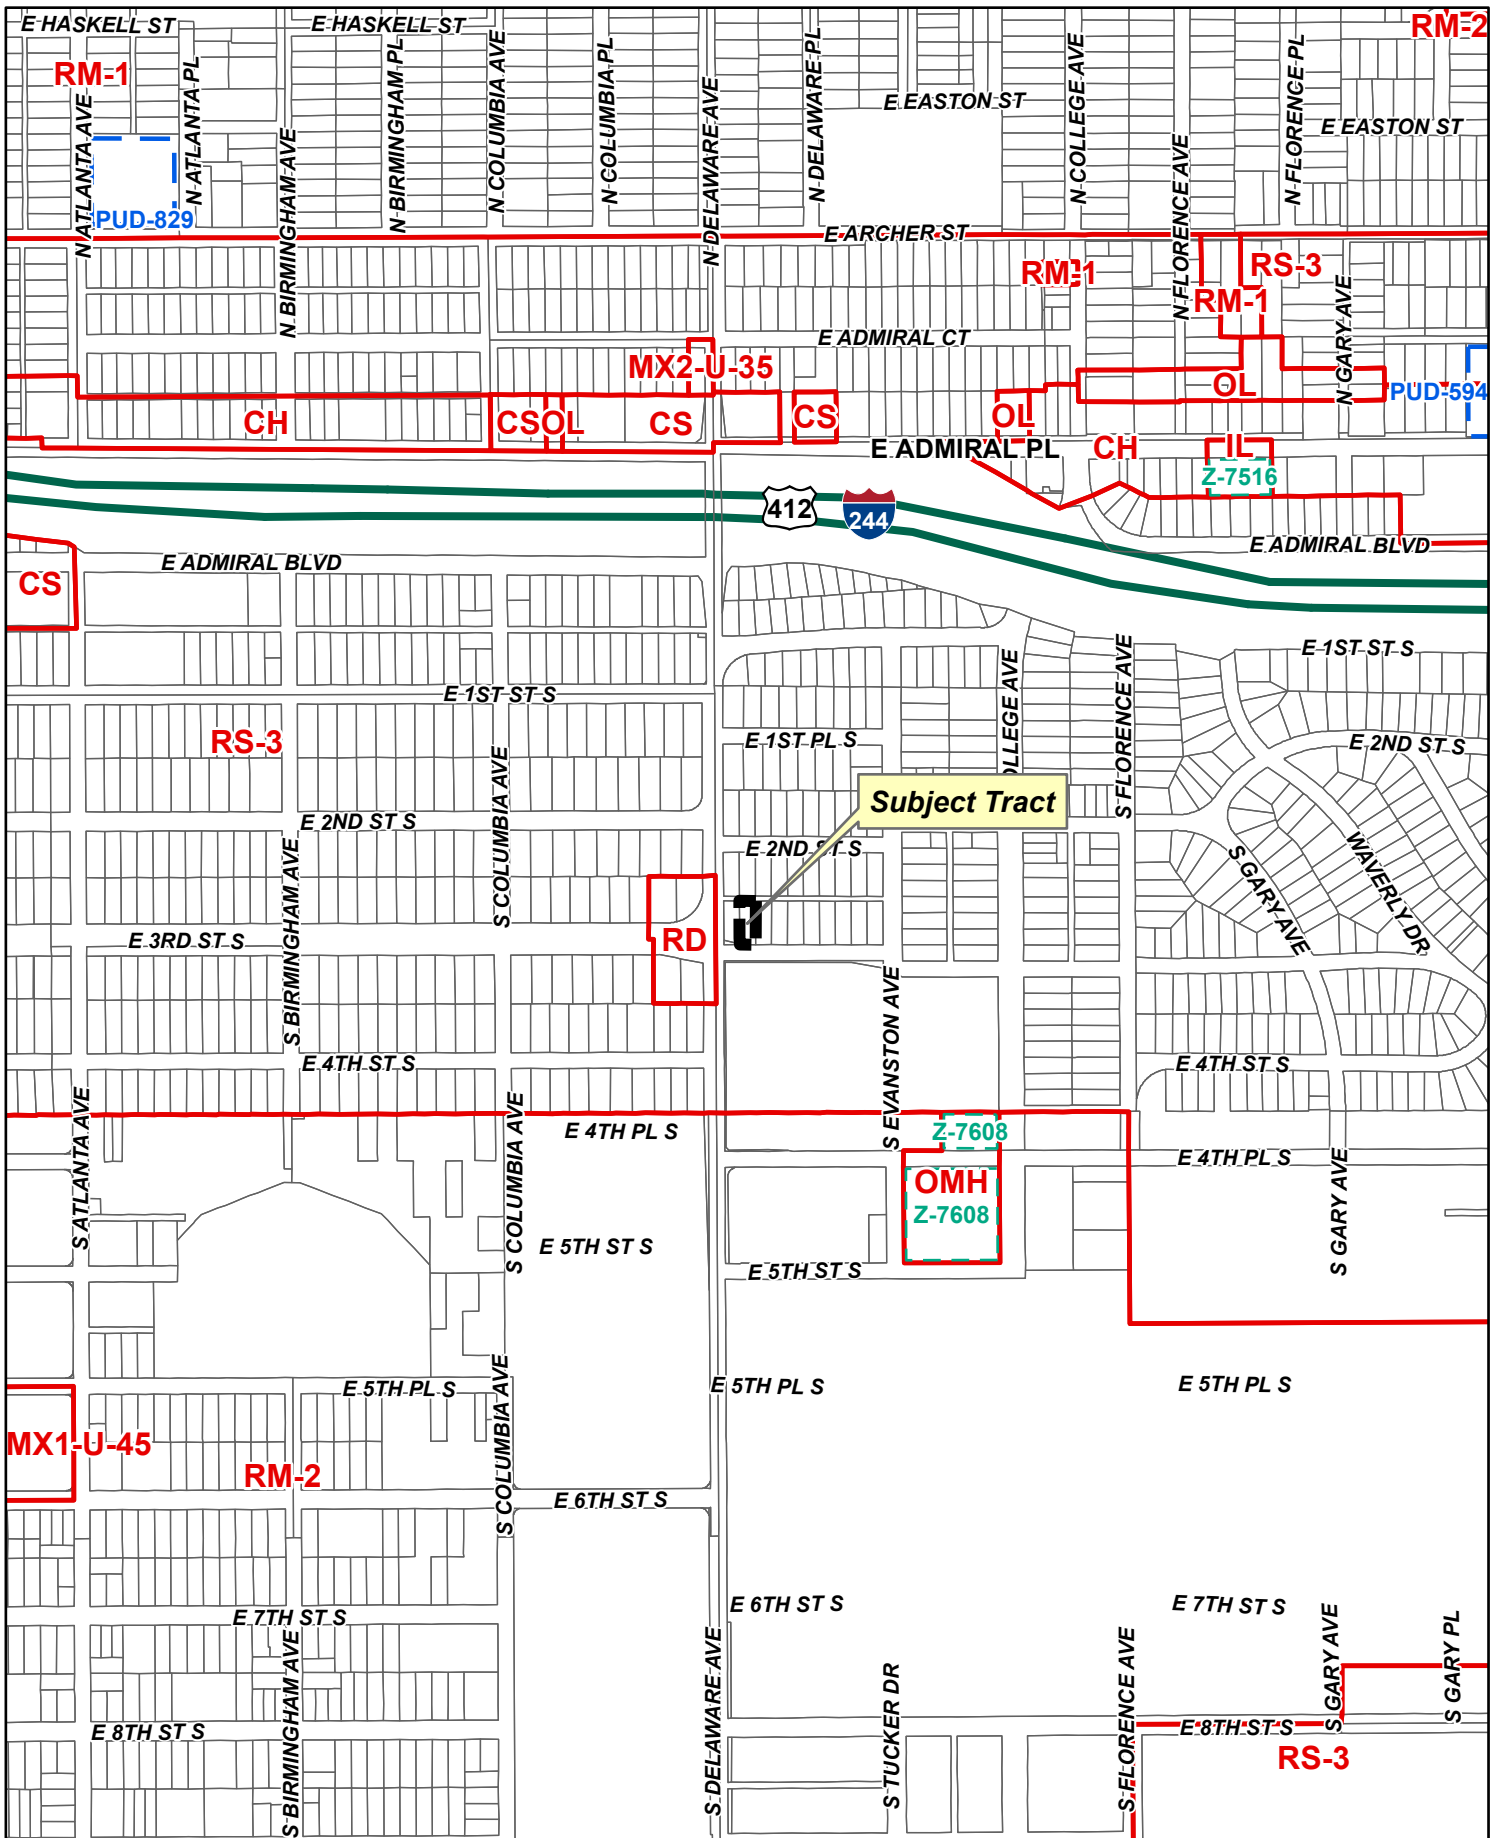 E HASKELL ST
E HASKELL ST
RM-2
RM-1
N ATLANTA AVE
N ATLANTA PL
N BIRMINGHAM AVE
N BIRMINGHAM PL
N COLUMBIA AVE
N COLUMBIA PL
N DELAWARE AVE
N DELAWARE PL
N COLLEGE AVE
N FLORENCE AVE
N FLORENCE PL
E EASTON ST
E EASTON ST
PUD-829
E ARCHER ST
RM-1
RS-3
RM-1
N GARY AVE
E ADMIRAL CT
MX2-U-35
OL
PUD-594
CH
CS
OL
CS
CS
OL
E ADMIRAL PL
CH
IL
Z-7516
412
244
E ADMIRAL BLVD
E ADMIRAL BLVD
CS
E 1ST ST S
E 1ST ST S
S FLORENCE AVE
RS-3
E 1ST PL S
E 2ND ST S
S COLUMBIA AVE
Subject Tract
E 2ND ST S
E 2ND ST S
S BIRMINGHAM AVE
S GARY AVE
WAVERLY DR
E 3RD ST S
RD
S EVANSTON AVE
E 4TH ST S
E 4TH ST S
S ATLANTA AVE
S COLUMBIA AVE
E 4TH PL S
Z-7608
E 4TH PL S
OMH
Z-7608
S GARY AVE
E 5TH ST S
E 5TH ST S
E 5TH PL S
E 5TH PL S
E 5TH PL S
S COLUMBIA AVE
MX1-U-45
RM-2
E 6TH ST S
E 6TH ST S
E 7TH ST S
E 7TH ST S
S BIRMINGHAM AVE
S DELAWARE AVE
S TUCKER DR
S FLORENCE AVE
S GARY AVE
S GARY PL
E 8TH ST S
E 8TH ST S
RS-3